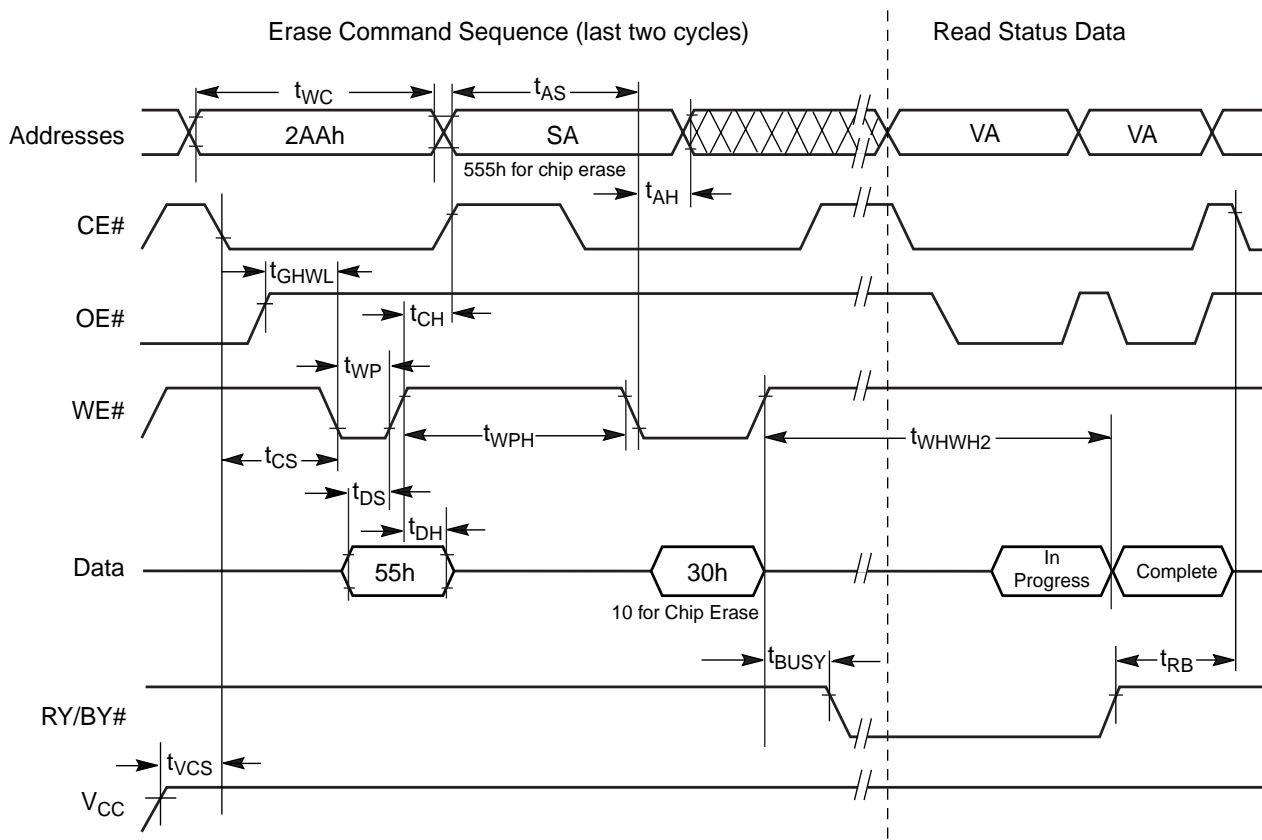 Erase Command Sequence (last two cycles) Read Status Data
tWC tAS
Addresses 2AAh SA VA VA
555h for chip erase
tAH
CE#
tGHWL
OE#
tCH
tWP
WE#
tWPH tWHWH2
tCS
tDS
tDH
Data 55h 30h In Progress Complete
10 for Chip Erase
tBUSY tRB
RY/BY#
tVCS
VCC